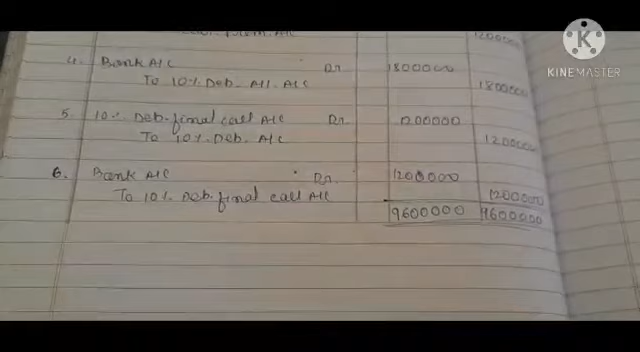 1200000
4. Bank A/C Dr. 1800000
To 10% Deb. All. A/C 1800000
5. 10% Deb. final call A/C Dr. 1200000
To 10% Deb. A/C 1200000
6. Bank A/C Dr. 1200000
To 10% Deb. final call A/C 1200000
9600000 9600000
K
KINEMASTER